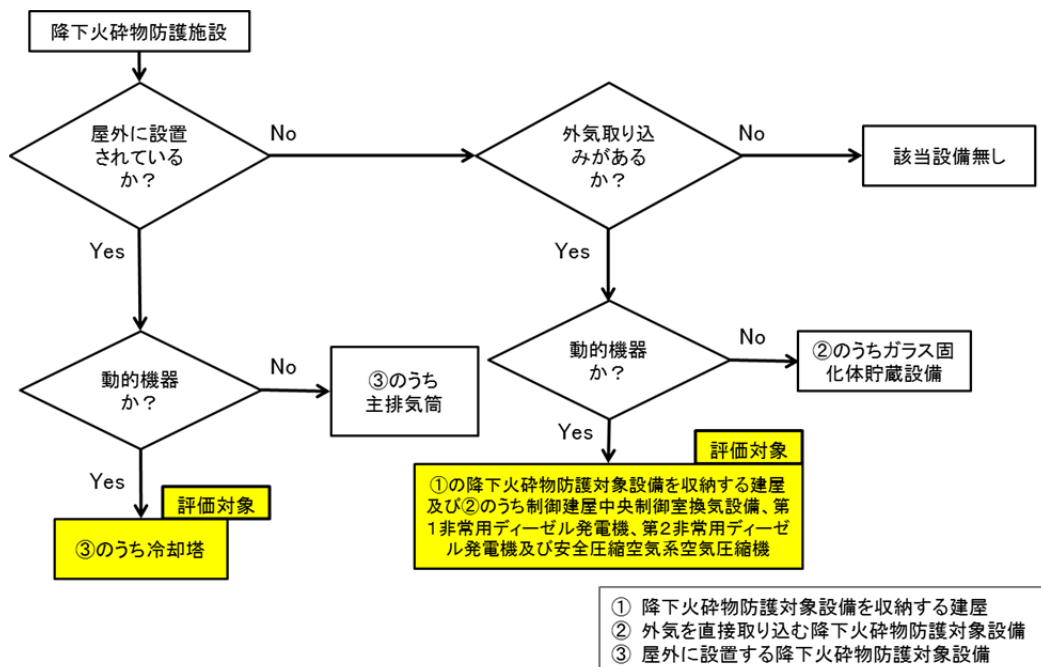 降下火砕物防護施設
屋外に設置
されている
か？
No
外気取り込
みがある
か？
No
該当設備無し
Yes
Yes
動的機器
か？
No
③のうち
主排気筒
動的機器
か？
No
②のうちガラス固
化体貯蔵設備
Yes
評価対象
③のうち冷却塔
Yes
評価対象
①の降下火砕物防護対象設備を収納する建屋
及び②のうち制御建屋中央制御室換気設備、第
１非常用ディーゼル発電機、第２非常用ディーゼ
ル発電機及び安全圧縮空気系空気圧縮機
① 降下火砕物防護対象設備を収納する建屋
② 外気を直接取り込む降下火砕物防護対象設備
③ 屋外に設置する降下火砕物防護対象設備